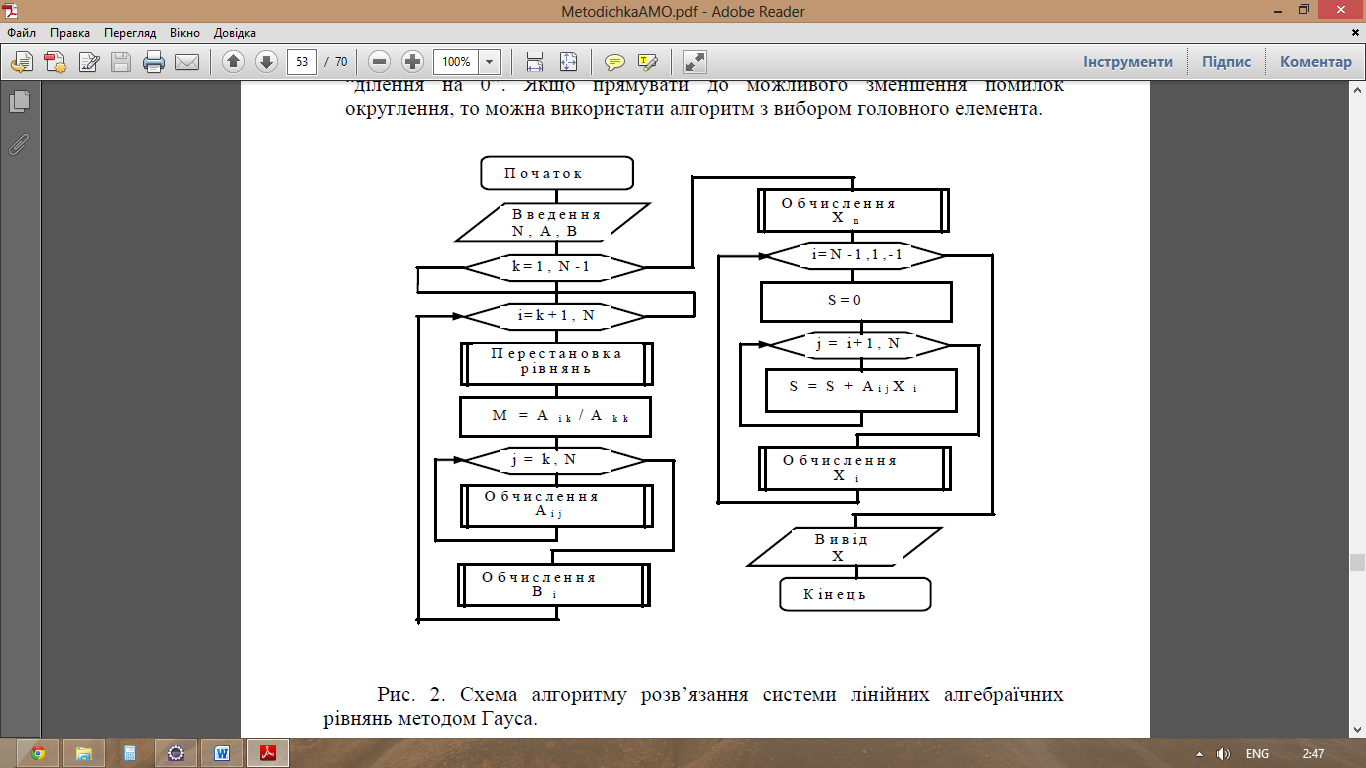 MetodichkaAMO.pdf - Adobe Reader
Файл Правка Перегляд Вікно Довідка
53 / 70 100% Інструменти Підпис Коментар
"ділення на 0". Якщо прямувати до можливого зменшення помилок
округлення, то можна використати алгоритм з вибором головного елемента.
Початок
Введення
N, A, B
k=1, N-1
i=k+1, N
Перестановка
рівнянь
M = A ik / A kk
j = k, N
Обчислення
A ij
Обчислення
B i
Обчислення
X n
i=N-1,1,-1
S=0
j = i+1, N
S = S + A ij X i
Обчислення
X i
Вивід
X
Кінець
Рис. 2. Схема алгоритму розв’язання системи лінійних алгебраїчних
рівнянь методом Гауса.
ENG 2:47